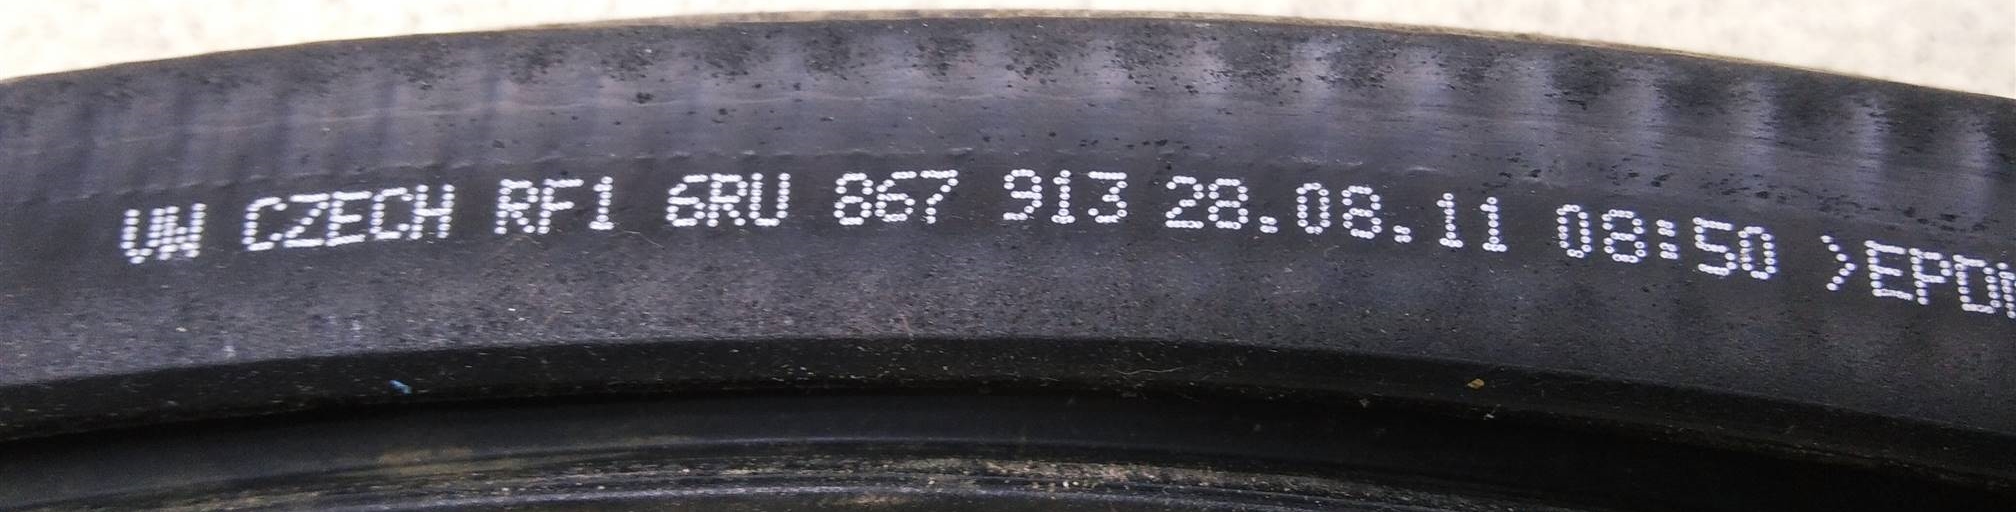 VW CZECH RF1 6RU 867 913 28.08.11 08:50 >EPDM